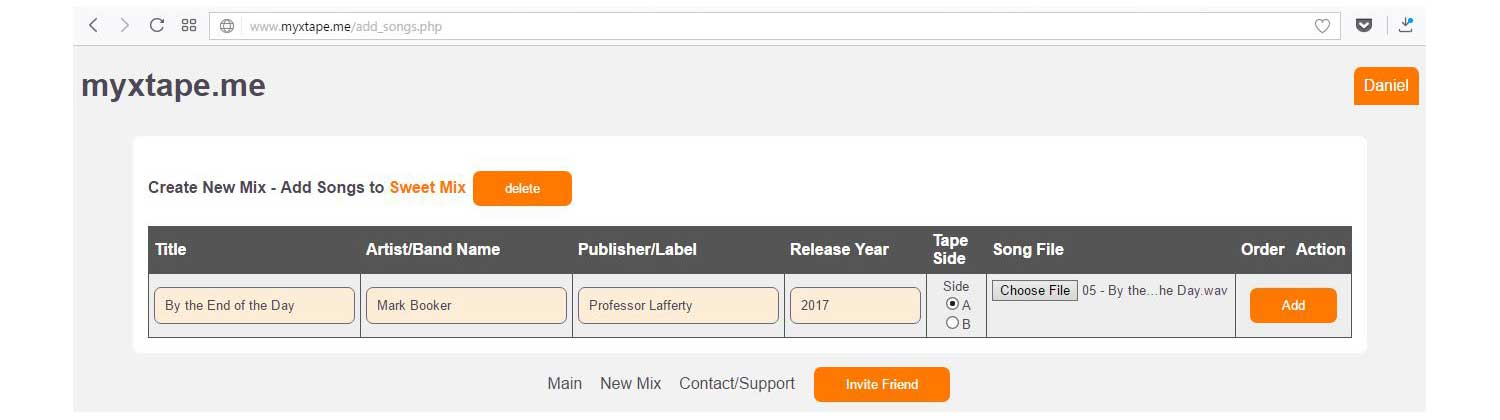 www.myxtape.me/add_songs.php
myxtape.me
Daniel
Create New Mix - Add Songs to Sweet Mix delete
Title Artist/Band Name Publisher/Label Release Year Tape Side Song File Order Action
By the End of the Day Mark Booker Professor Lafferty 2017 Side A B Choose File 05 - By the...he Day.wav Add
Main New Mix Contact/Support Invite Friend